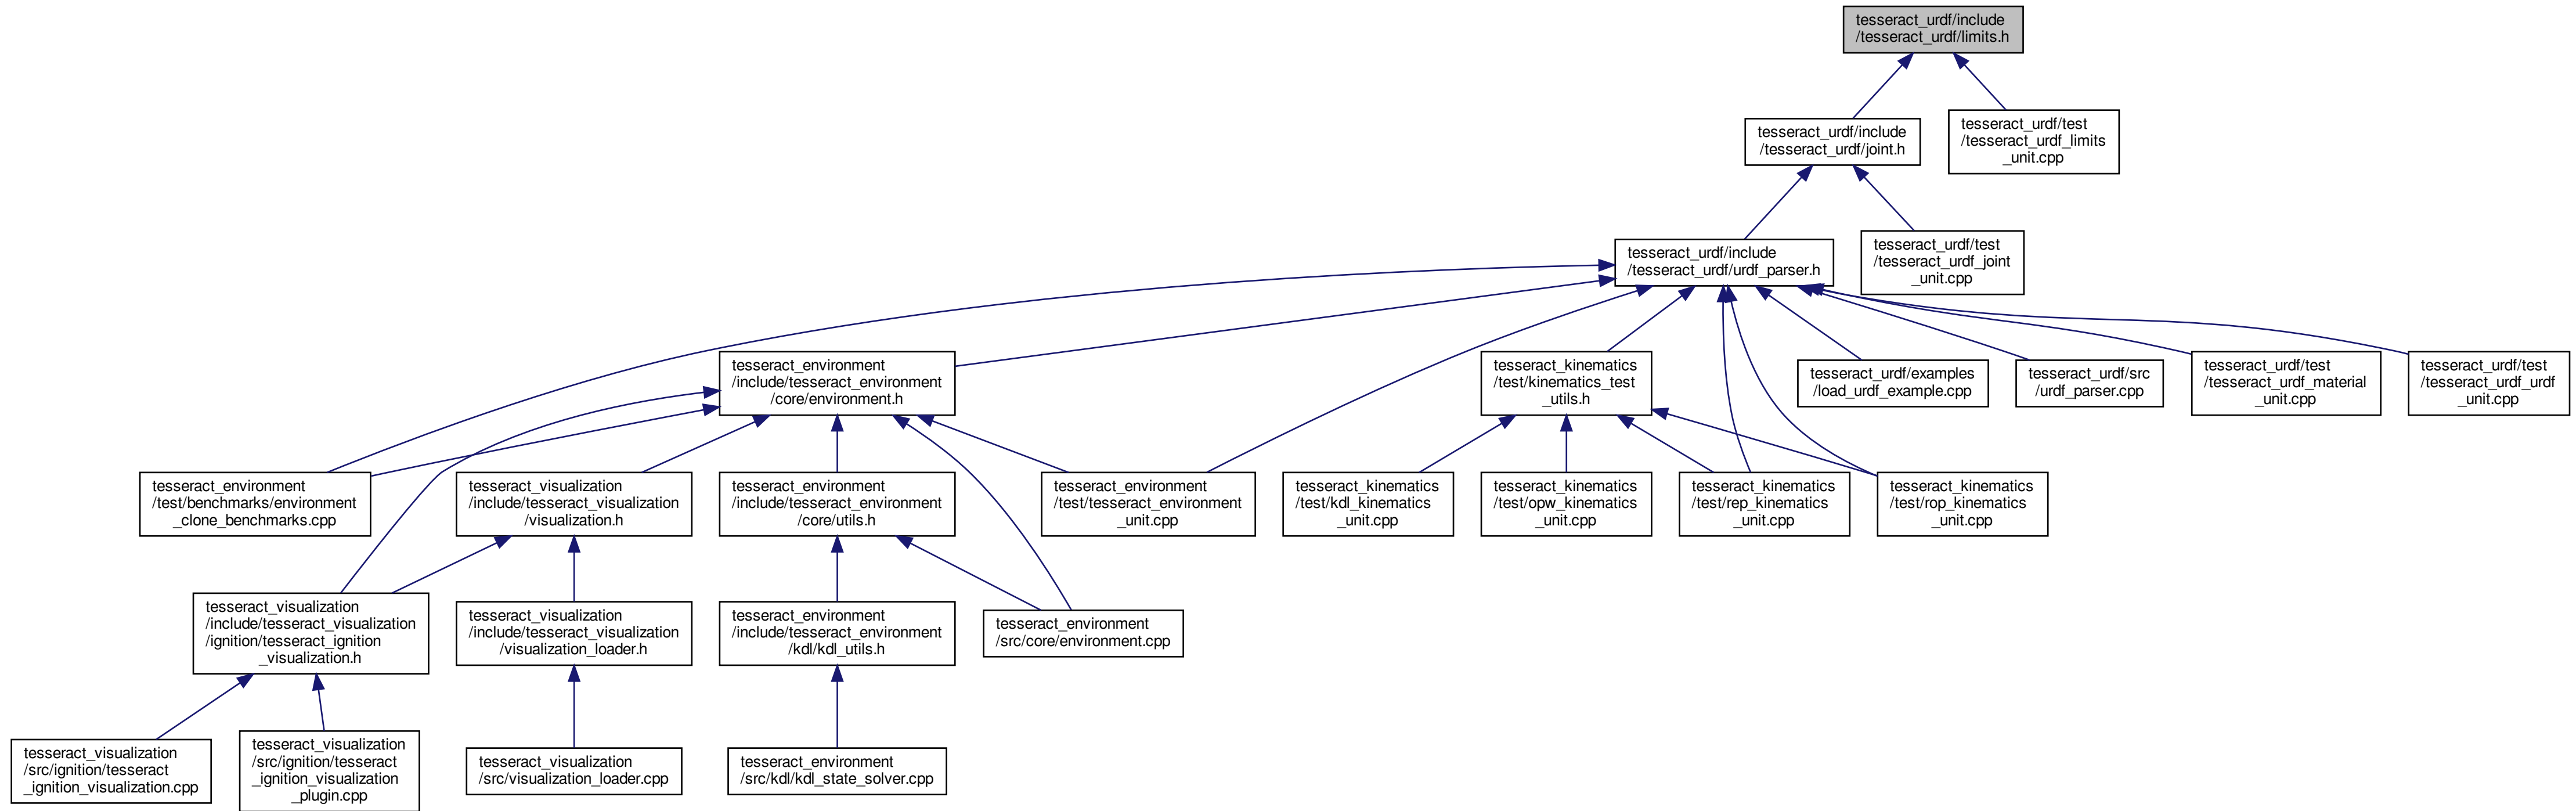 tesseract_urdf/include
/tesseract_urdf/limits.h
tesseract_urdf/include
/tesseract_urdf/joint.h
tesseract_urdf/test
/tesseract_urdf_limits
_unit.cpp
tesseract_urdf/include
/tesseract_urdf/urdf_parser.h
tesseract_urdf/test
/tesseract_urdf_joint
_unit.cpp
tesseract_environment
/include/tesseract_environment
/core/environment.h
tesseract_kinematics
/test/kinematics_test
_utils.h
tesseract_urdf/examples
/load_urdf_example.cpp
tesseract_urdf/src
/urdf_parser.cpp
tesseract_urdf/test
/tesseract_urdf_material
_unit.cpp
tesseract_urdf/test
/tesseract_urdf_urdf
_unit.cpp
tesseract_environment
/test/benchmarks/environment
_clone_benchmarks.cpp
tesseract_visualization
/include/tesseract_visualization
/visualization.h
tesseract_environment
/include/tesseract_environment
/core/utils.h
tesseract_environment
/test/tesseract_environment
_unit.cpp
tesseract_kinematics
/test/kdl_kinematics
_unit.cpp
tesseract_kinematics
/test/opw_kinematics
_unit.cpp
tesseract_kinematics
/test/rep_kinematics
_unit.cpp
tesseract_kinematics
/test/rop_kinematics
_unit.cpp
tesseract_visualization
/include/tesseract_visualization
/ignition/tesseract_ignition
_visualization.h
tesseract_visualization
/include/tesseract_visualization
/visualization_loader.h
tesseract_environment
/include/tesseract_environment
/kdl/kdl_utils.h
tesseract_environment
/src/core/environment.cpp
tesseract_visualization
/src/ignition/tesseract
_ignition_visualization.cpp
tesseract_visualization
/src/ignition/tesseract
_ignition_visualization
_plugin.cpp
tesseract_visualization
/src/visualization_loader.cpp
tesseract_environment
/src/kdl/kdl_state_solver.cpp